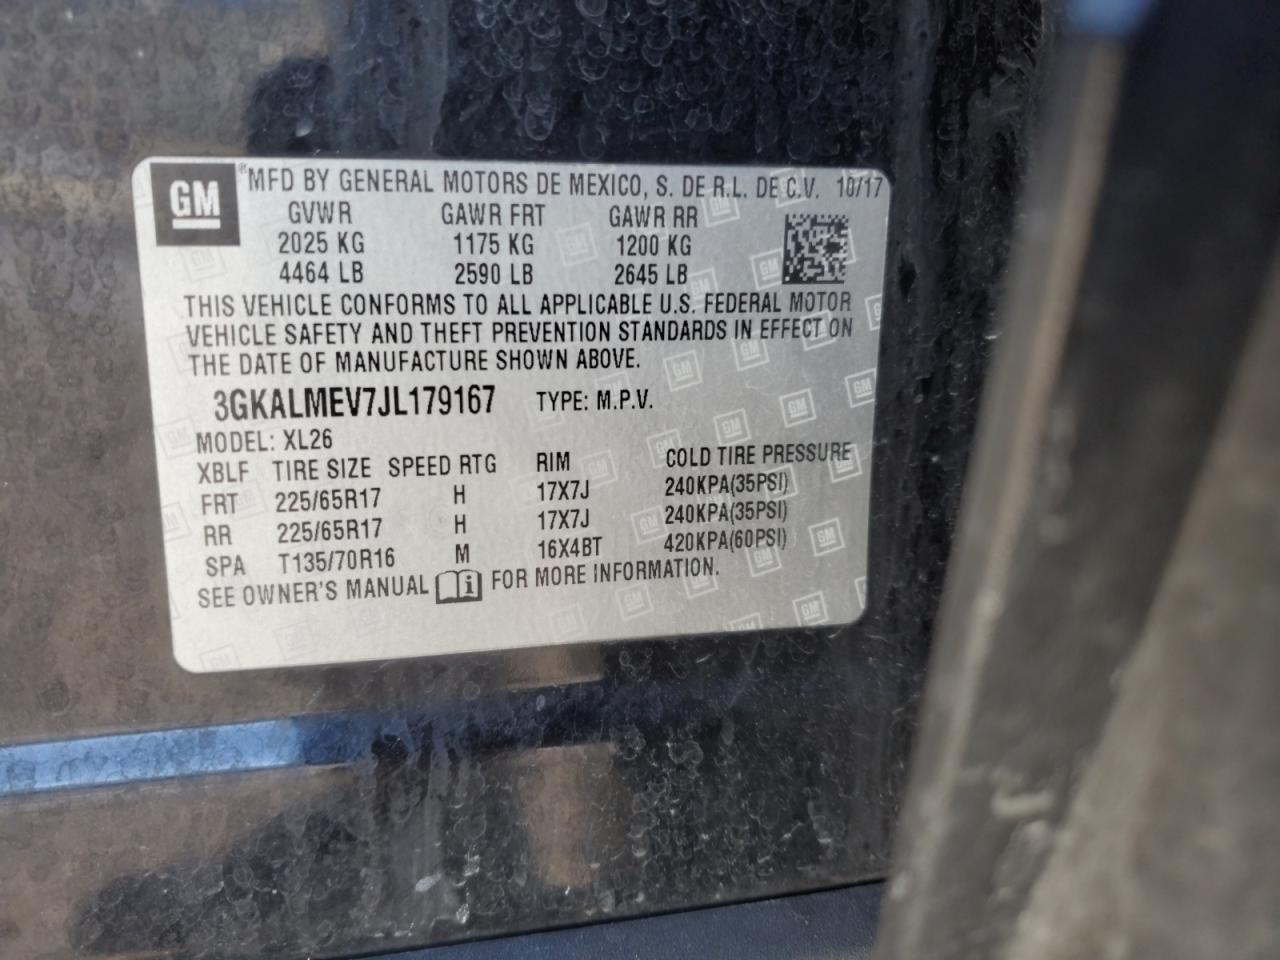 GM ® MFD BY GENERAL MOTORS DE MEXICO, S. DE R.L. DE C.V. 10/17
GVWR GAWR FRT GAWR RR
2025 KG 1175 KG 1200 KG
4464 LB 2590 LB 2645 LB
THIS VEHICLE CONFORMS TO ALL APPLICABLE U.S. FEDERAL MOTOR
VEHICLE SAFETY AND THEFT PREVENTION STANDARDS IN EFFECT ON
THE DATE OF MANUFACTURE SHOWN ABOVE.
3GKALMEV7JL179167 TYPE: M.P.V.
MODEL: XL26
XBLF TIRE SIZE SPEED RTG RIM COLD TIRE PRESSURE
FRT 225/65R17 H 17X7J 240KPA(35PSI)
RR 225/65R17 H 17X7J 240KPA(35PSI)
SPA T135/70R16 M 16X4BT 420KPA(60PSI)
SEE OWNER'S MANUAL i FOR MORE INFORMATION.